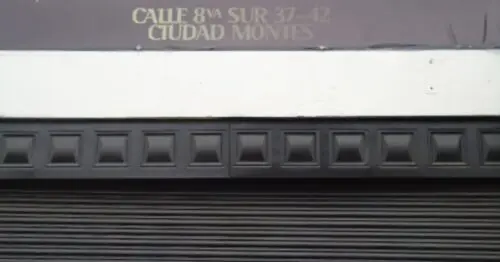 CALLE 8VA SUR 37-42
CIUDAD MONTES